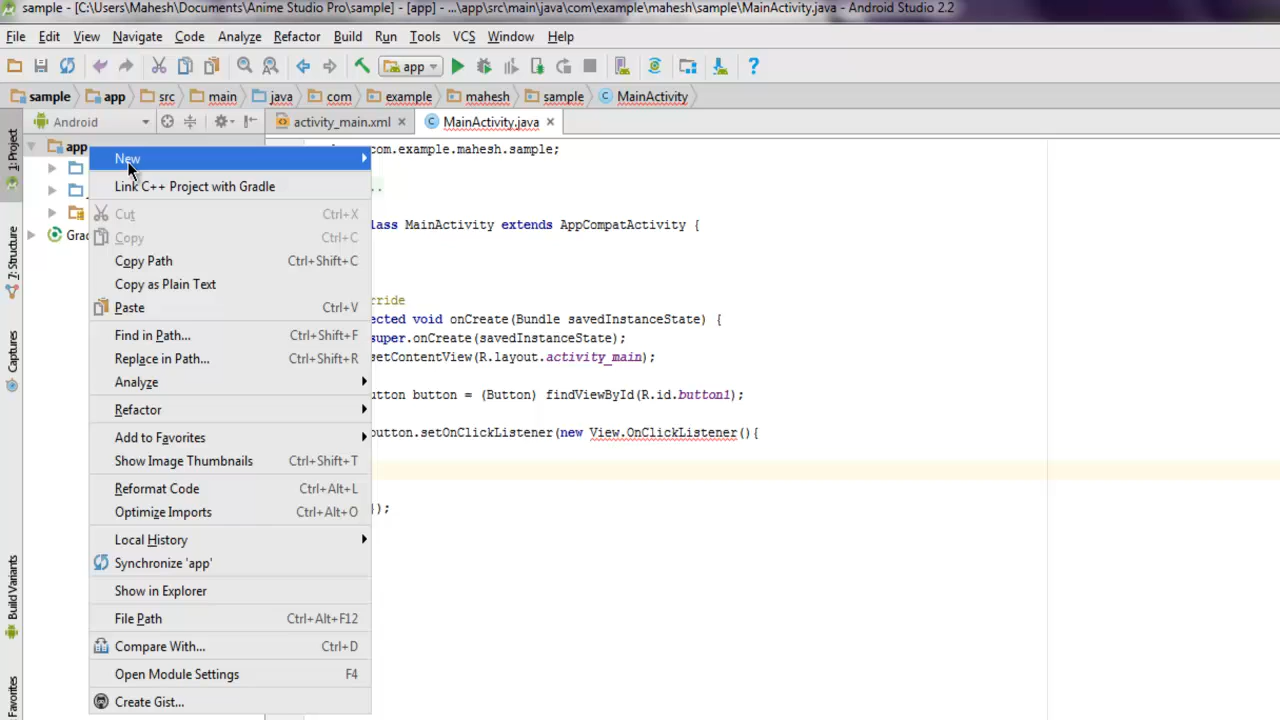 sample - [C:\Users\Mahesh\Documents\Anime Studio Pro\sample] - [app] - ...\app\src\main\java\com\example\mahesh\sample\MainActivity.java - Android Studio 2.2
File Edit View Navigate Code Analyze Refactor Build Run Tools VCS Window Help
app
sample app src main java com example mahesh sample MainActivity
Android activity_main.xml MainActivity.java
1: Project
7: Structure
Captures
Build Variants
Favorites
app
New
Link C++ Project with Gradle
Cut Ctrl+X
Copy Ctrl+C
Copy Path Ctrl+Shift+C
Copy as Plain Text
Paste Ctrl+V
Find in Path... Ctrl+Shift+F
Replace in Path... Ctrl+Shift+R
Analyze
Refactor
Add to Favorites
Show Image Thumbnails Ctrl+Shift+T
Reformat Code Ctrl+Alt+L
Optimize Imports Ctrl+Alt+O
Local History
Synchronize 'app'
Show in Explorer
File Path Ctrl+Alt+F12
Compare With... Ctrl+D
Open Module Settings F4
Create Gist...
com.example.mahesh.sample;
..
lass MainActivity extends AppCompatActivity {
rride
ected void onCreate(Bundle savedInstanceState) {
super.onCreate(savedInstanceState);
setContentView(R.layout.activity_main);
utton button = (Button) findViewById(R.id.button1);
button.setOnClickListener(new View.OnClickListener(){
});